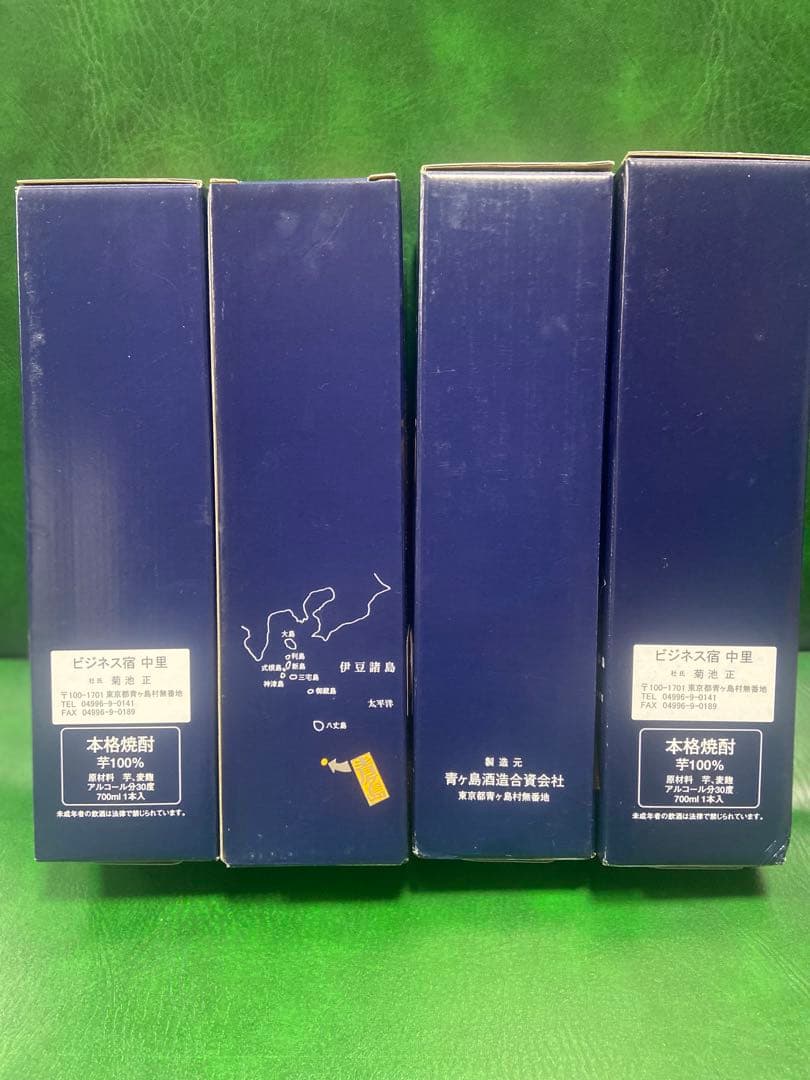 ビジネス宿 中里
杜氏 菊池 正
〒100-1701 東京都青ヶ島村無番地
TEL 04996-9-0141
FAX 04996-9-0189
本格焼酎
芋100%
原材料 芋、麦麹
アルコール分30度
700ml 1本入
未成年者の飲酒は法律で禁じられています。
大島
利島
式根島
新島
神津島
三宅島
御蔵島
伊豆諸島
太平洋
八丈島
製造元
青ヶ島酒造合資会社
東京都青ヶ島村無番地
ビジネス宿 中里
杜氏 菊池 正
〒100-1701 東京都青ヶ島村無番地
TEL 04996-9-0141
FAX 04996-9-0189
本格焼酎
芋100%
原材料 芋、麦麹
アルコール分30度
700ml 1本入
未成年者の飲酒は法律で禁じられています。